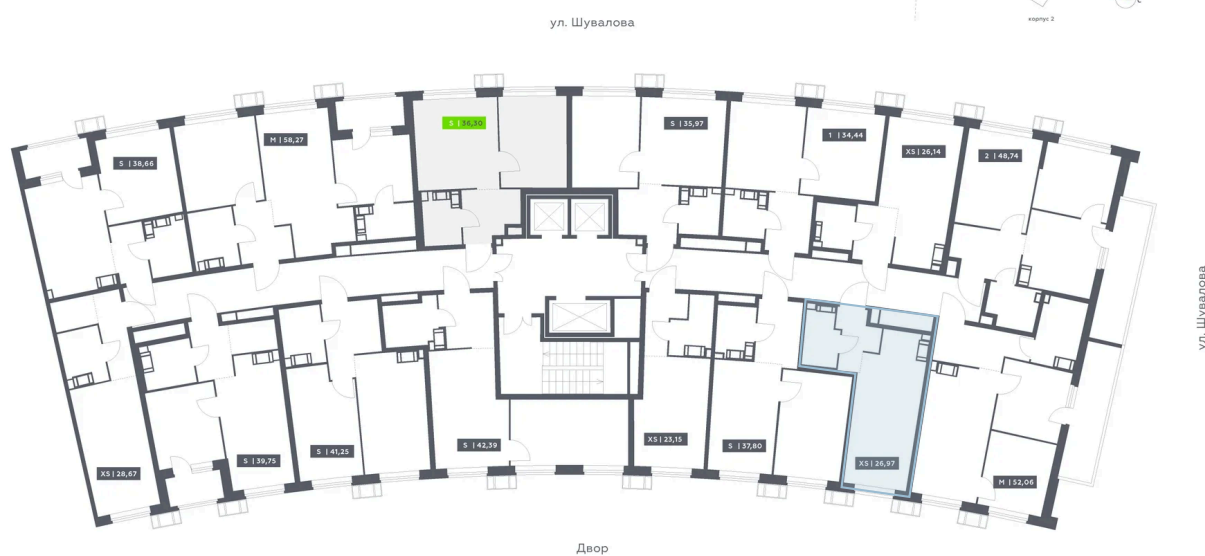 корпус 2
ул. Шувалова
S | 36,30
S | 35,97
1 | 34,44
M | 58,27
XS | 26,14
2 | 48,74
S | 38,66
ул. Шувалова
XS | 23,15
S | 42,39
S | 37,80
S | 41,25
S | 39,75
XS | 26,97
XS | 28,67
M | 52,06
Двор